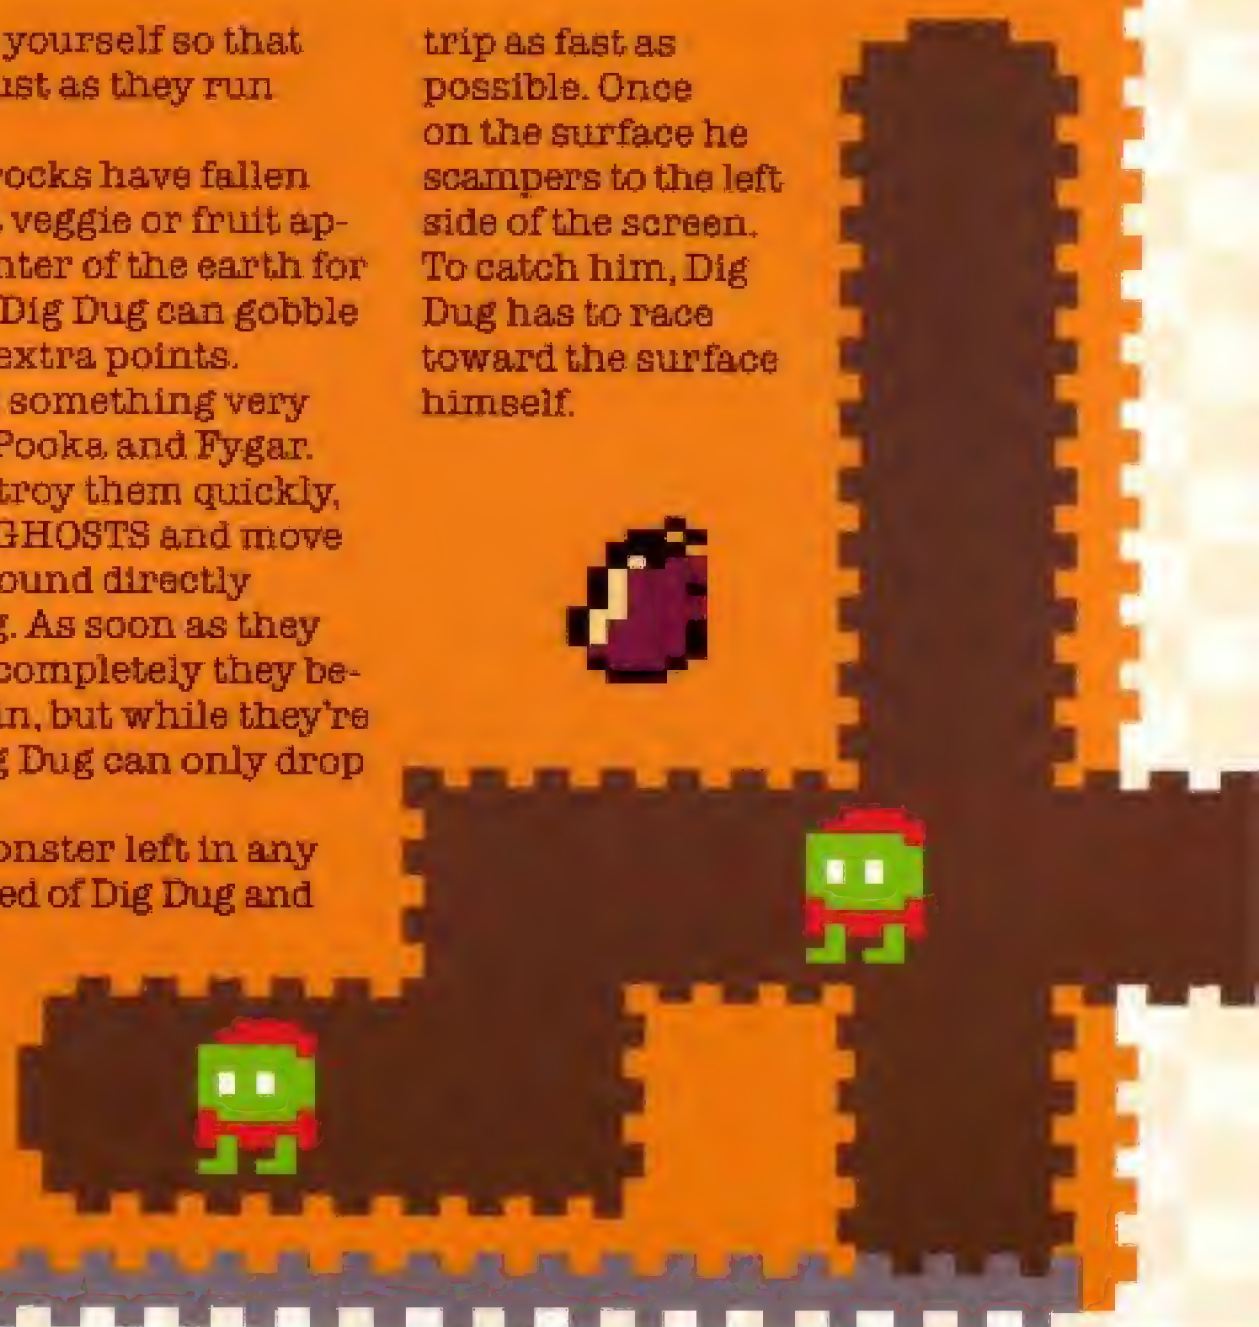 yourself so that
ust as they run
rocks have fallen
veggie or fruit ap-
nter of the earth for
Dig Dug can gobble
extra points.
something very
Pooka and Fygar.
troy them quickly,
GHOSTS and move
ound directly
g. As soon as they
completely they be-
in, but while they're
g Dug can only drop
onster left in any
ed of Dig Dug and
trip as fast as
possible. Once
on the surface he
scampers to the left
side of the screen.
To catch him, Dig
Dug has to race
toward the surface
himself.